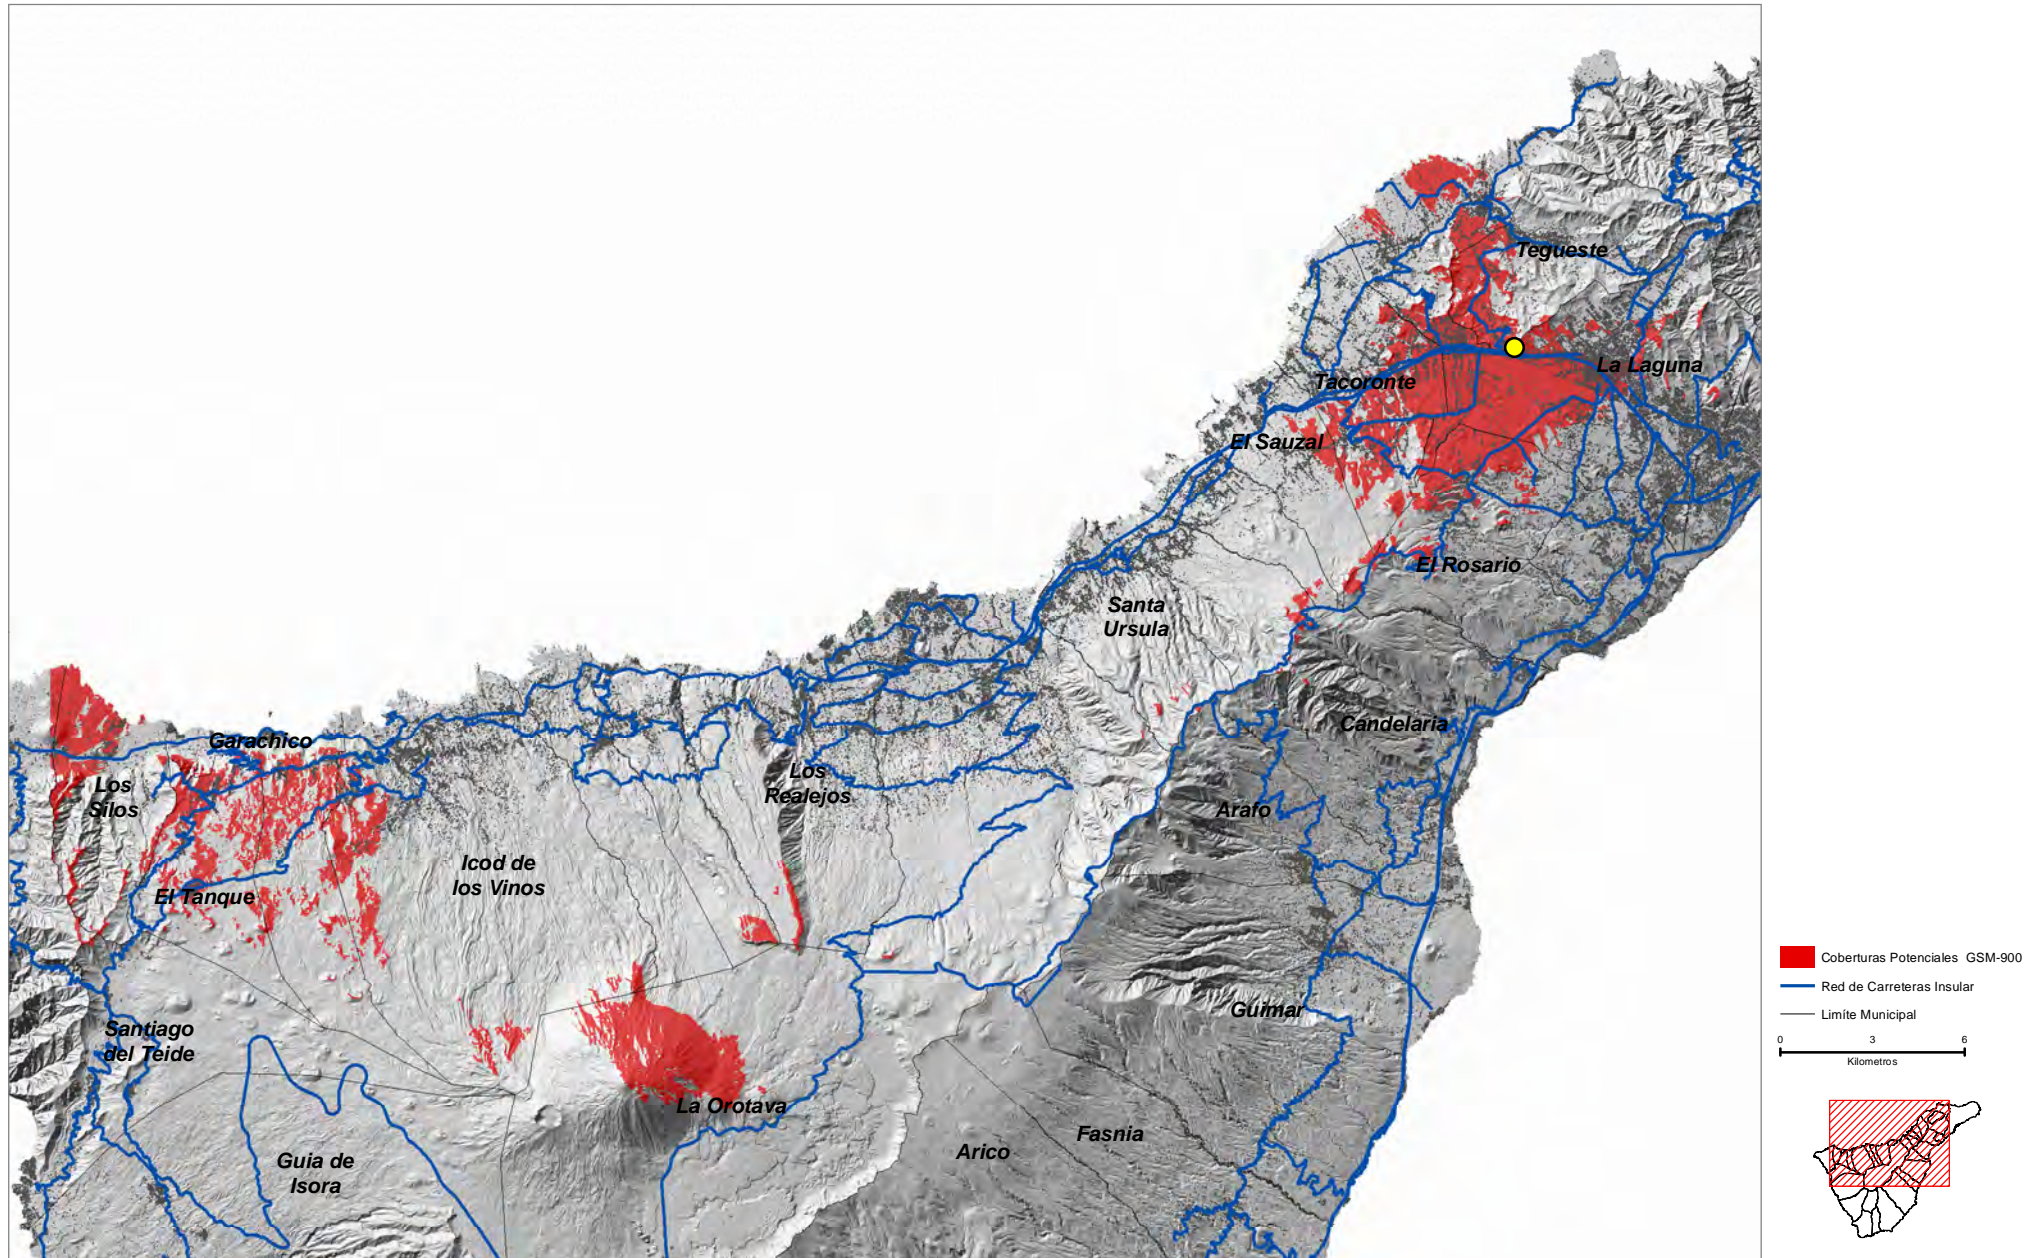 Tegueste
La Laguna
Tacoronte
El Sauzal
El Rosario
Santa
Ursula
Candelaria
Garachico
Los
Silos
Los
Realejos
Arafo
Icod de
los Vinos
El Tanque
Guimar
Santiago
del Teide
La Orotava
Fasnia
Arico
Guia de
Isora
Coberturas Potenciales GSM-900
Red de Carreteras Insular
Limíte Municipal
0 3 6
Kilometros